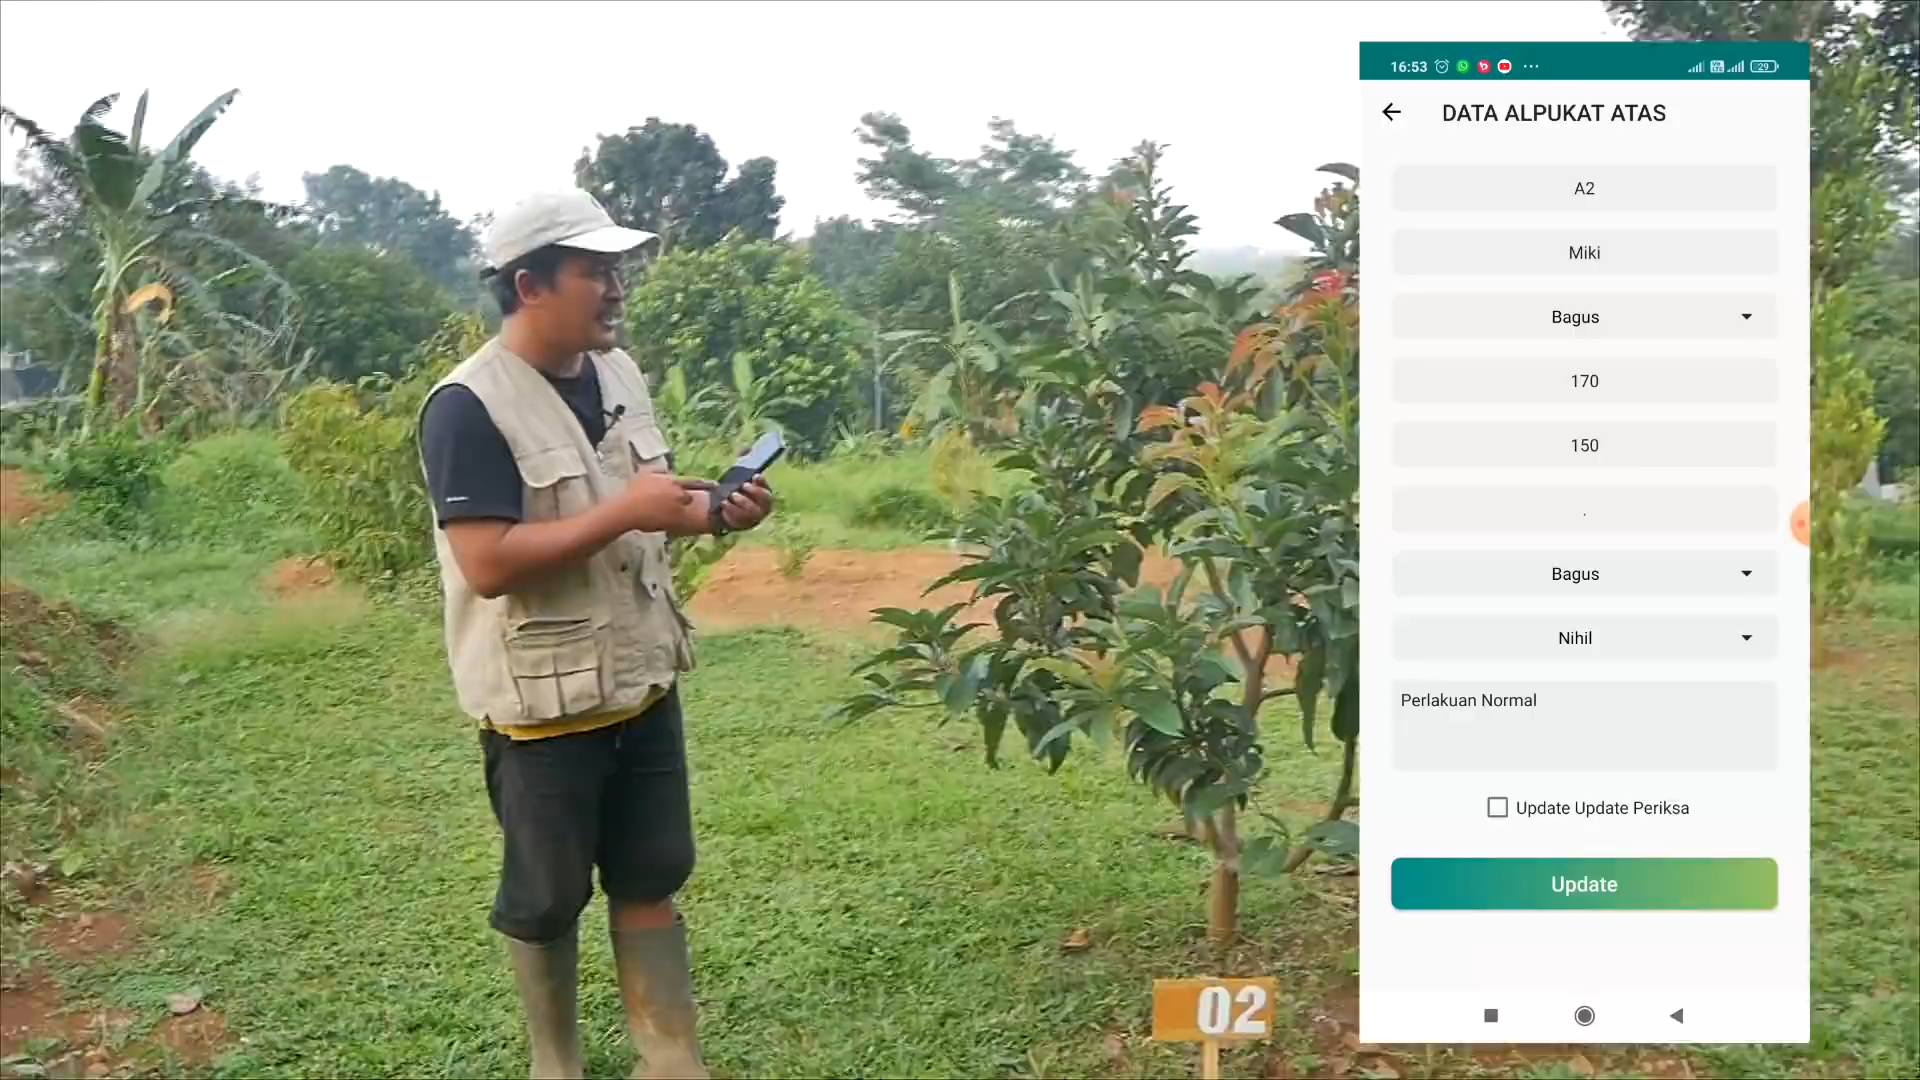 16:53
29
DATA ALPUKAT ATAS
A2
Miki
Bagus
170
150
.
Bagus
Nihil
Perlakuan Normal
Update Update Periksa
Update
02